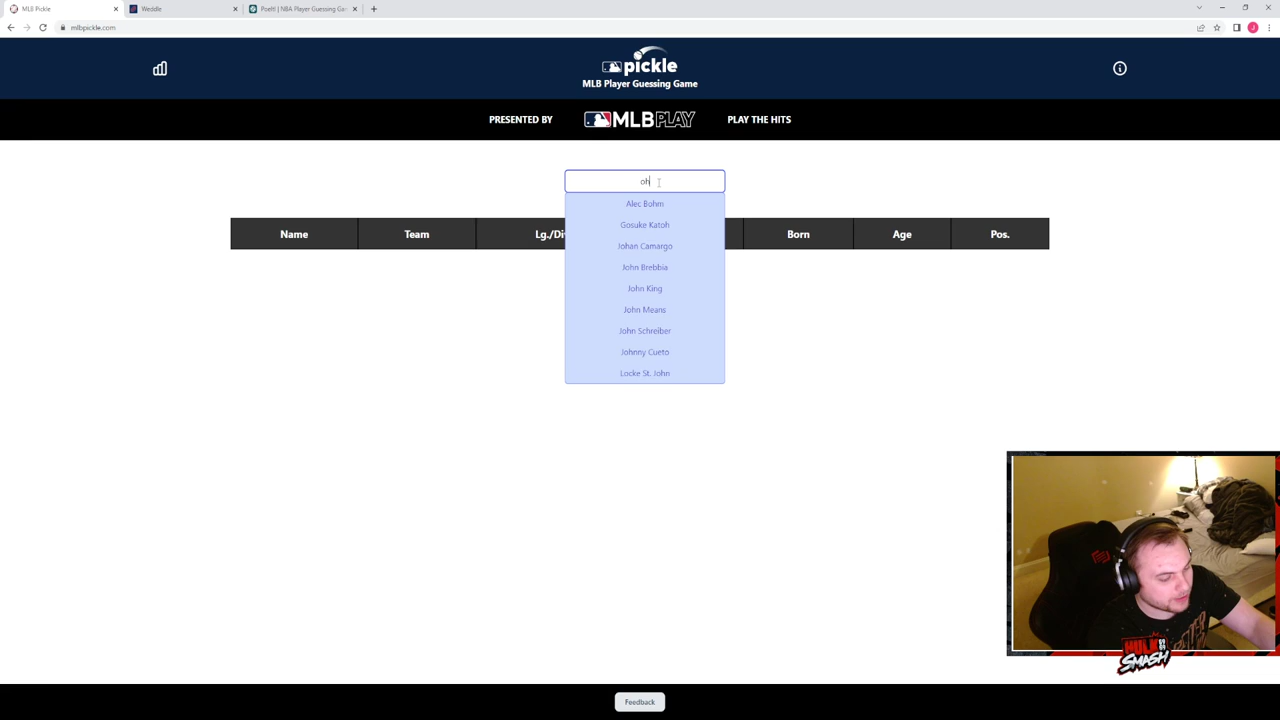 MLB Pickle
Weddle
Poeltl | NBA Player Guessing Ga
mlbpickle.com
J
pickle
MLB Player Guessing Game
PRESENTED BY
MLB PLAY
PLAY THE HITS
oh
Alec Bohm
Gosuke Katoh
Johan Camargo
John Brebbia
John King
John Means
John Schreiber
Johnny Cueto
Locke St. John
Name
Team
Lg./Di
Born
Age
Pos.
HULK
SMASH
Feedback